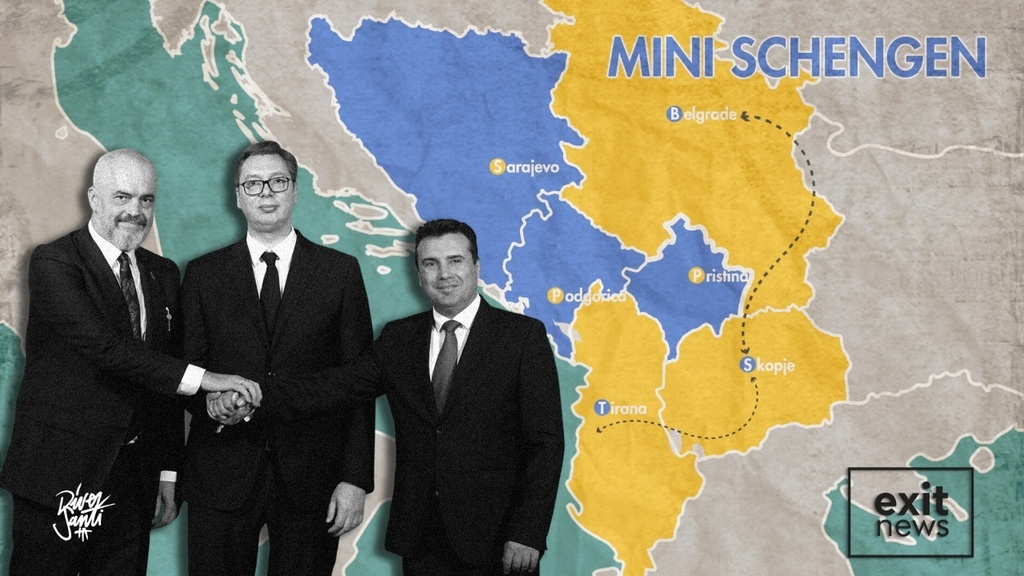 MINI-SCHENGEN
Belgrade
Sarajevo
Pristina
Podgorica
Skopje
Tirana
exit
news